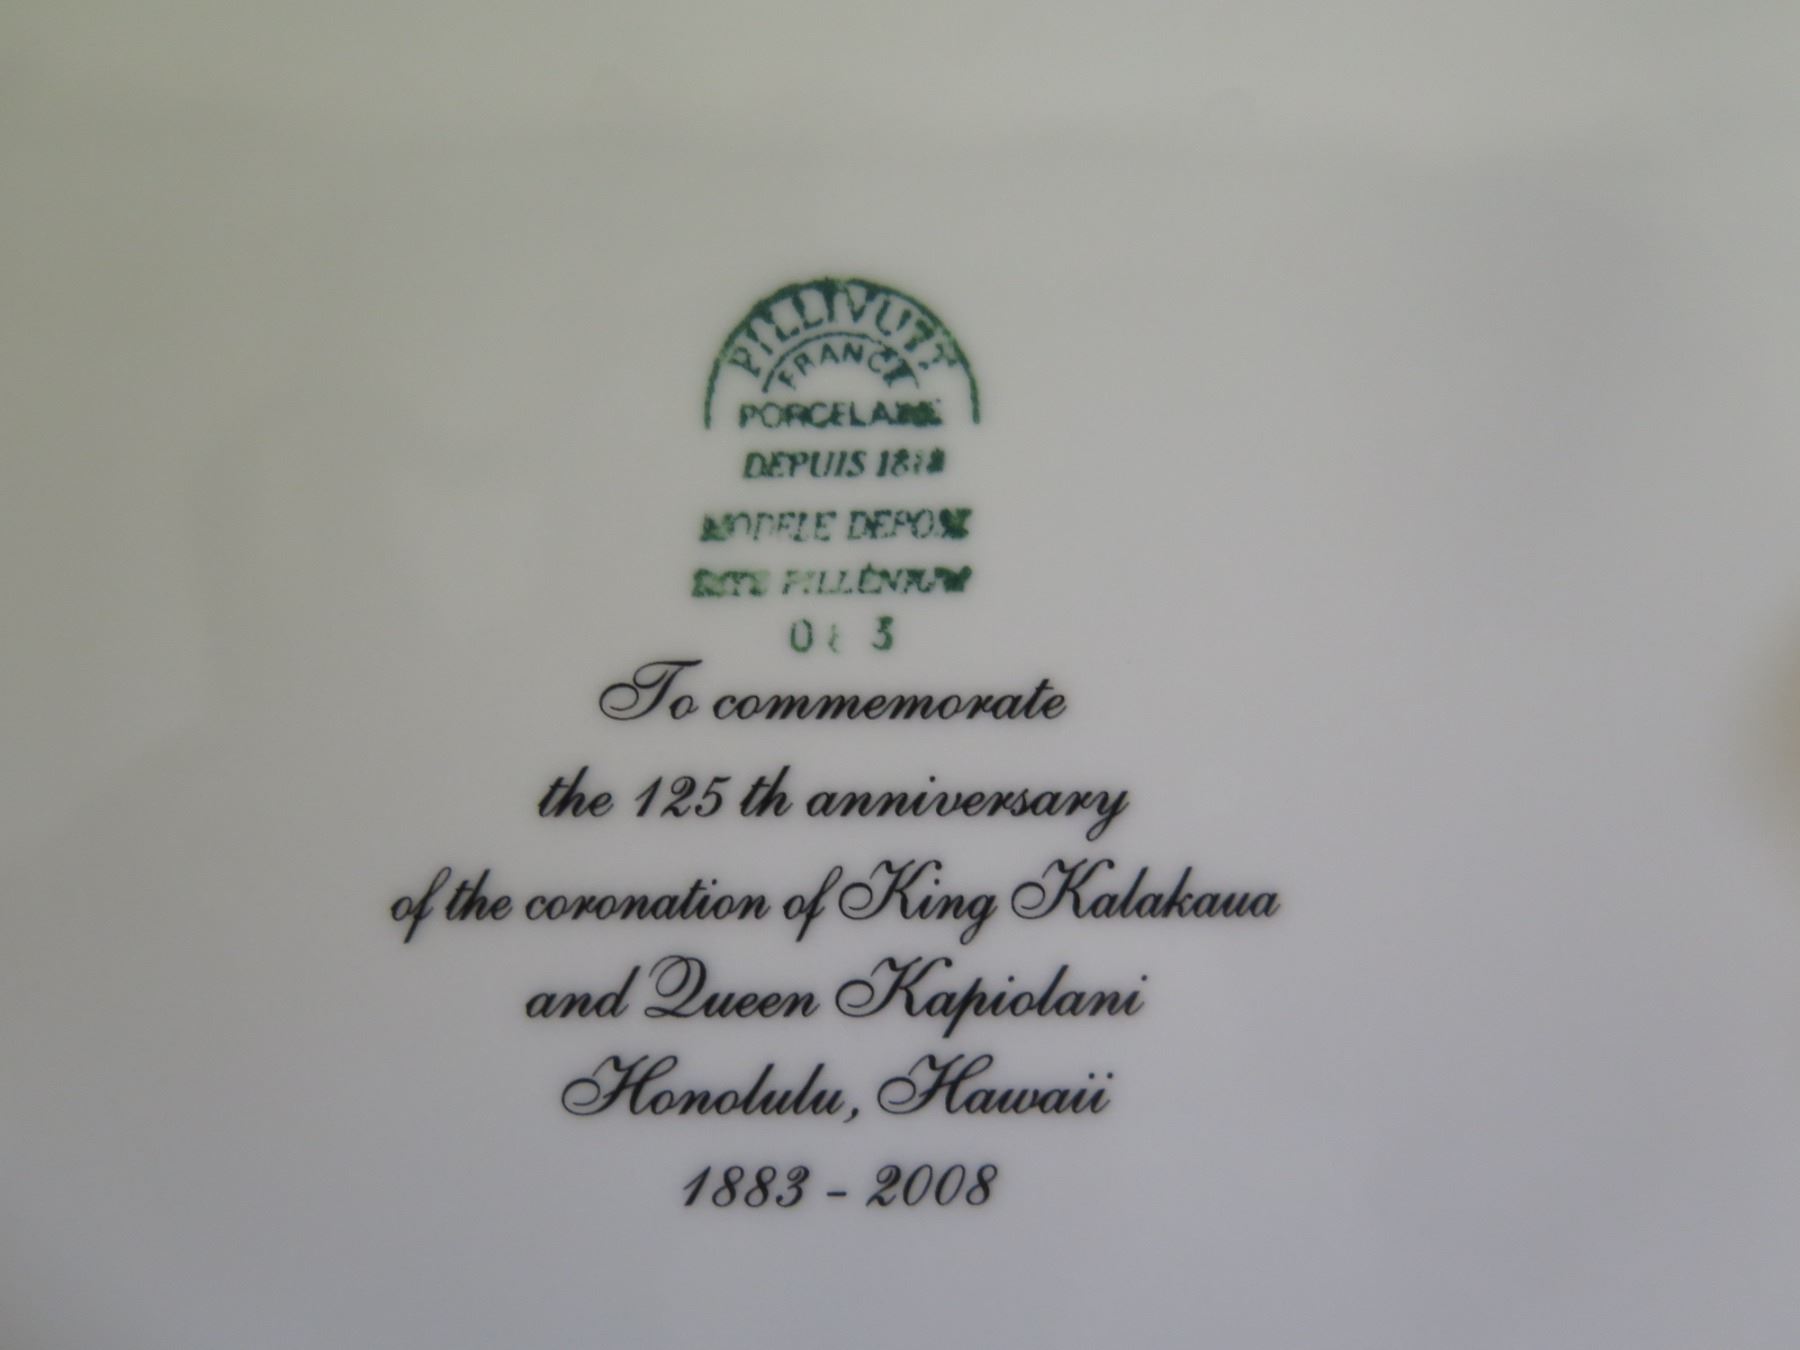 PILLIVUYT
FRANCE
PORCELAINE
DEPUIS 1818
MODELE DEPOSE
To commemorate
the 125 th anniversary
of the coronation of King Kalakaua
and Queen Kapiolani
Honolulu, Hawaii
1883 - 2008